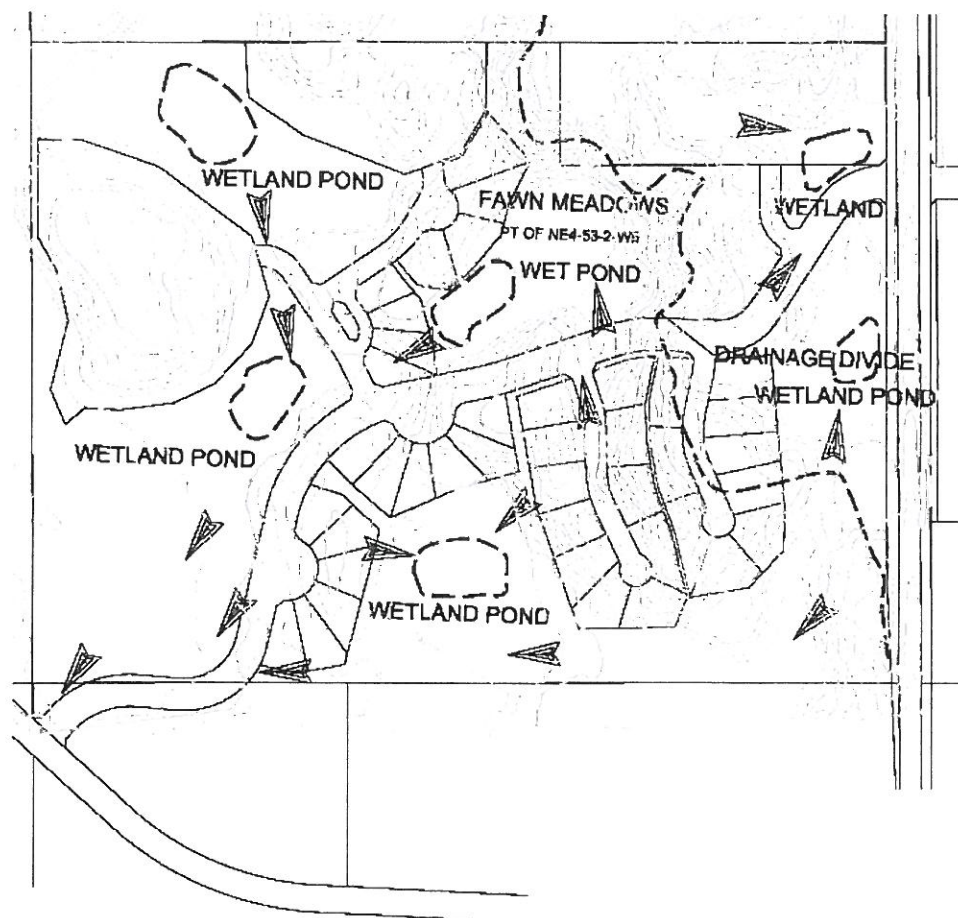 WETLAND POND
FAWN MEADOWS
PT OF NE4-53-2-W5
WETLAND
WET POND
DRAINAGE DIVIDE
WETLAND POND
WETLAND POND
WETLAND POND